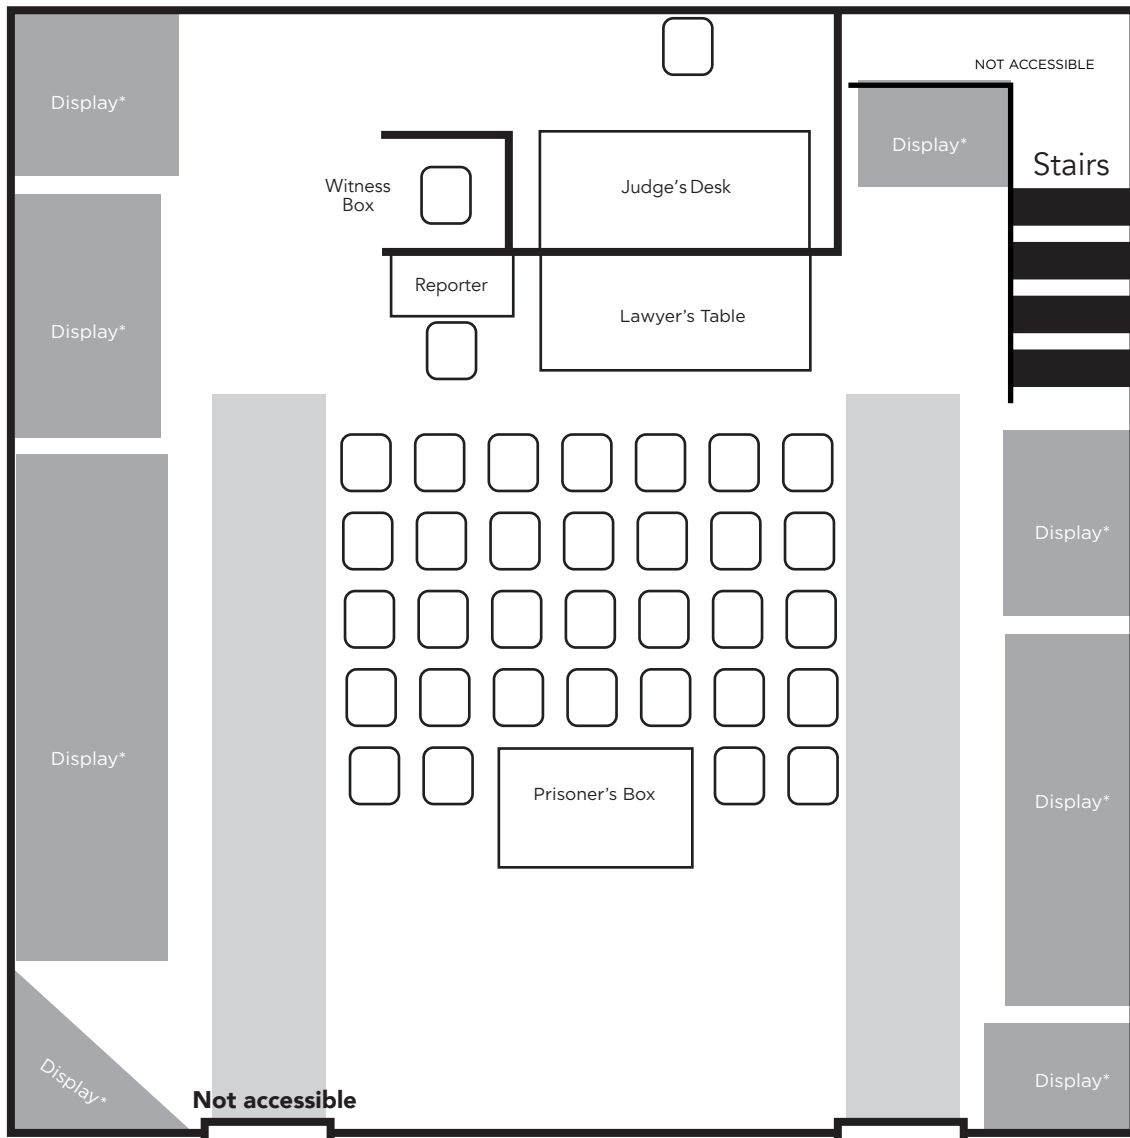 NOT ACCESSIBLE
Display*
Display*
Stairs
Witness
Box
Judge's Desk
Reporter
Lawyer's Table
Display*
Display*
Display*
Prisoner's Box
Display*
Display*
Display*
Not accessible